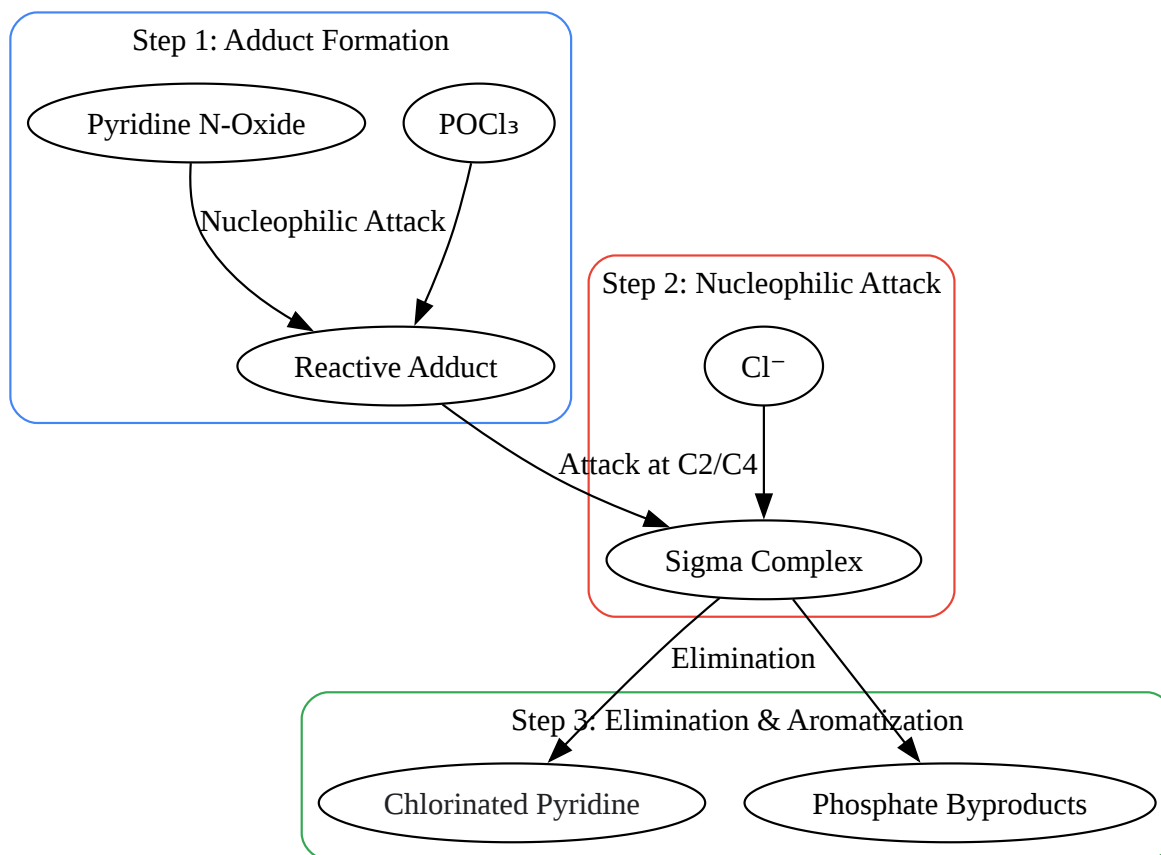 Step 1: Adduct Formation
Pyridine N-Oxide
POCl₃
Nucleophilic Attack
Reactive Adduct
Step 2: Nucleophilic Attack
Cl⁻
Attack at C2/C4
Sigma Complex
Elimination
Step 3: Elimination & Aromatization
Chlorinated Pyridine
Phosphate Byproducts